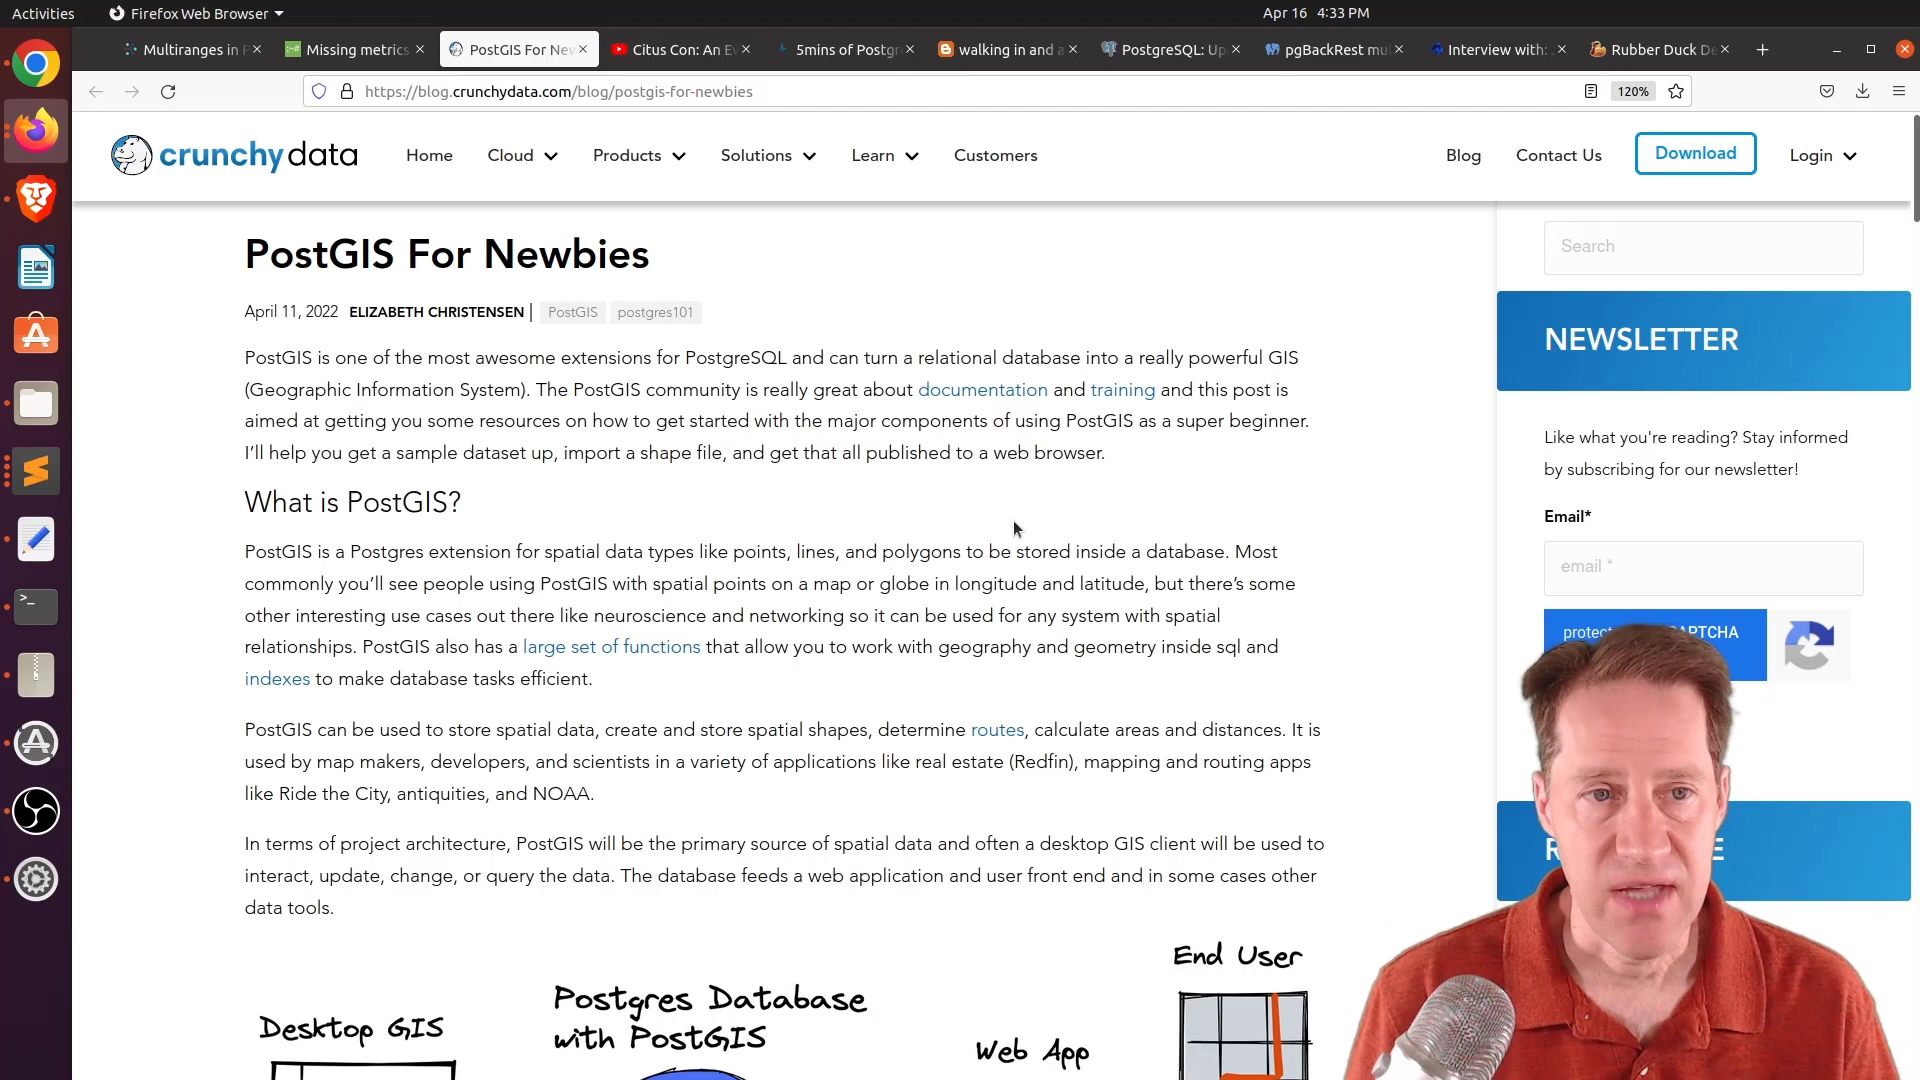 Activities
Firefox Web Browser
Apr 16 4:33 PM
Multiranges in P
Missing metrics
PostGIS For New
Citus Con: An Ev
5mins of Postgr
walking in and a
PostgreSQL: Up
pgBackRest mul
Interview with:
Rubber Duck De
https://blog.crunchydata.com/blog/postgis-for-newbies
120%
crunchydata
Home
Cloud
Products
Solutions
Learn
Customers
Blog
Contact Us
Download
Login
PostGIS For Newbies
April 11, 2022 ELIZABETH CHRISTENSEN | PostGIS postgres101
PostGIS is one of the most awesome extensions for PostgreSQL and can turn a relational database into a really powerful GIS
(Geographic Information System). The PostGIS community is really great about documentation and training and this post is
aimed at getting you some resources on how to get started with the major components of using PostGIS as a super beginner.
I'll help you get a sample dataset up, import a shape file, and get that all published to a web browser.
What is PostGIS?
PostGIS is a Postgres extension for spatial data types like points, lines, and polygons to be stored inside a database. Most
commonly you'll see people using PostGIS with spatial points on a map or globe in longitude and latitude, but there's some
other interesting use cases out there like neuroscience and networking so it can be used for any system with spatial
relationships. PostGIS also has a large set of functions that allow you to work with geography and geometry inside sql and
indexes to make database tasks efficient.
PostGIS can be used to store spatial data, create and store spatial shapes, determine routes, calculate areas and distances. It is
used by map makers, developers, and scientists in a variety of applications like real estate (Redfin), mapping and routing apps
like Ride the City, antiquities, and NOAA.
In terms of project architecture, PostGIS will be the primary source of spatial data and often a desktop GIS client will be used to
interact, update, change, or query the data. The database feeds a web application and user front end and in some cases other
data tools.
Desktop GIS
Postgres Database
with PostGIS
Web App
End User
Search
NEWSLETTER
Like what you're reading? Stay informed
by subscribing for our newsletter!
Email*
email *